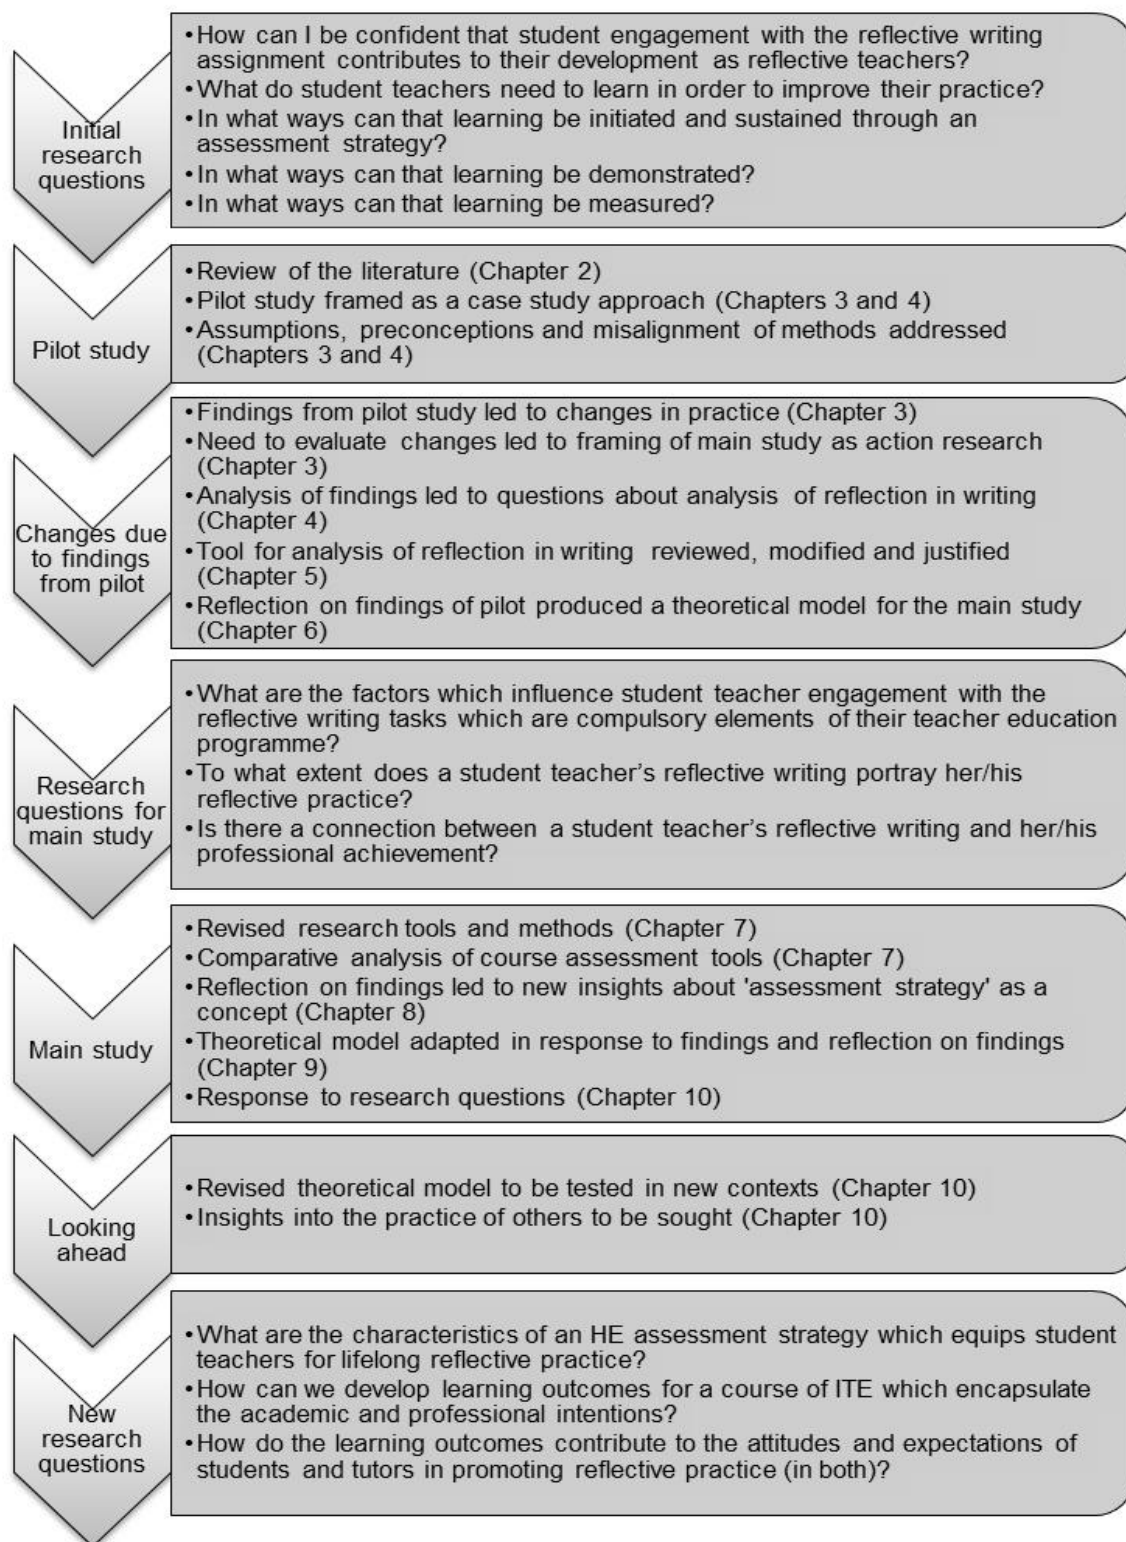 Initial
research
questions
•How can I be confident that student engagement with the reflective writing
assignment contributes to their development as reflective teachers?
•What do student teachers need to learn in order to improve their practice?
•In what ways can that learning be initiated and sustained through an
assessment strategy?
•In what ways can that learning be demonstrated?
•In what ways can that learning be measured?
Pilot study
•Review of the literature (Chapter 2)
•Pilot study framed as a case study approach (Chapters 3 and 4)
•Assumptions, preconceptions and misalignment of methods addressed
(Chapters 3 and 4)
Changes due
to findings
from pilot
•Findings from pilot study led to changes in practice (Chapter 3)
•Need to evaluate changes led to framing of main study as action research
(Chapter 3)
•Analysis of findings led to questions about analysis of reflection in writing
(Chapter 4)
•Tool for analysis of reflection in writing reviewed, modified and justified
(Chapter 5)
•Reflection on findings of pilot produced a theoretical model for the main study
(Chapter 6)
Research
questions for
main study
•What are the factors which influence student teacher engagement with the
reflective writing tasks which are compulsory elements of their teacher education
programme?
•To what extent does a student teacher's reflective writing portray her/his
reflective practice?
•Is there a connection between a student teacher's reflective writing and her/his
professional achievement?
Main study
•Revised research tools and methods (Chapter 7)
•Comparative analysis of course assessment tools (Chapter 7)
•Reflection on findings led to new insights about 'assessment strategy' as a
concept (Chapter 8)
•Theoretical model adapted in response to findings and reflection on findings
(Chapter 9)
•Response to research questions (Chapter 10)
Looking
ahead
•Revised theoretical model to be tested in new contexts (Chapter 10)
•Insights into the practice of others to be sought (Chapter 10)
New
research
questions
•What are the characteristics of an HE assessment strategy which equips student
teachers for lifelong reflective practice?
•How can we develop learning outcomes for a course of ITE which encapsulate
the academic and professional intentions?
•How do the learning outcomes contribute to the attitudes and expectations of
students and tutors in promoting reflective practice (in both)?